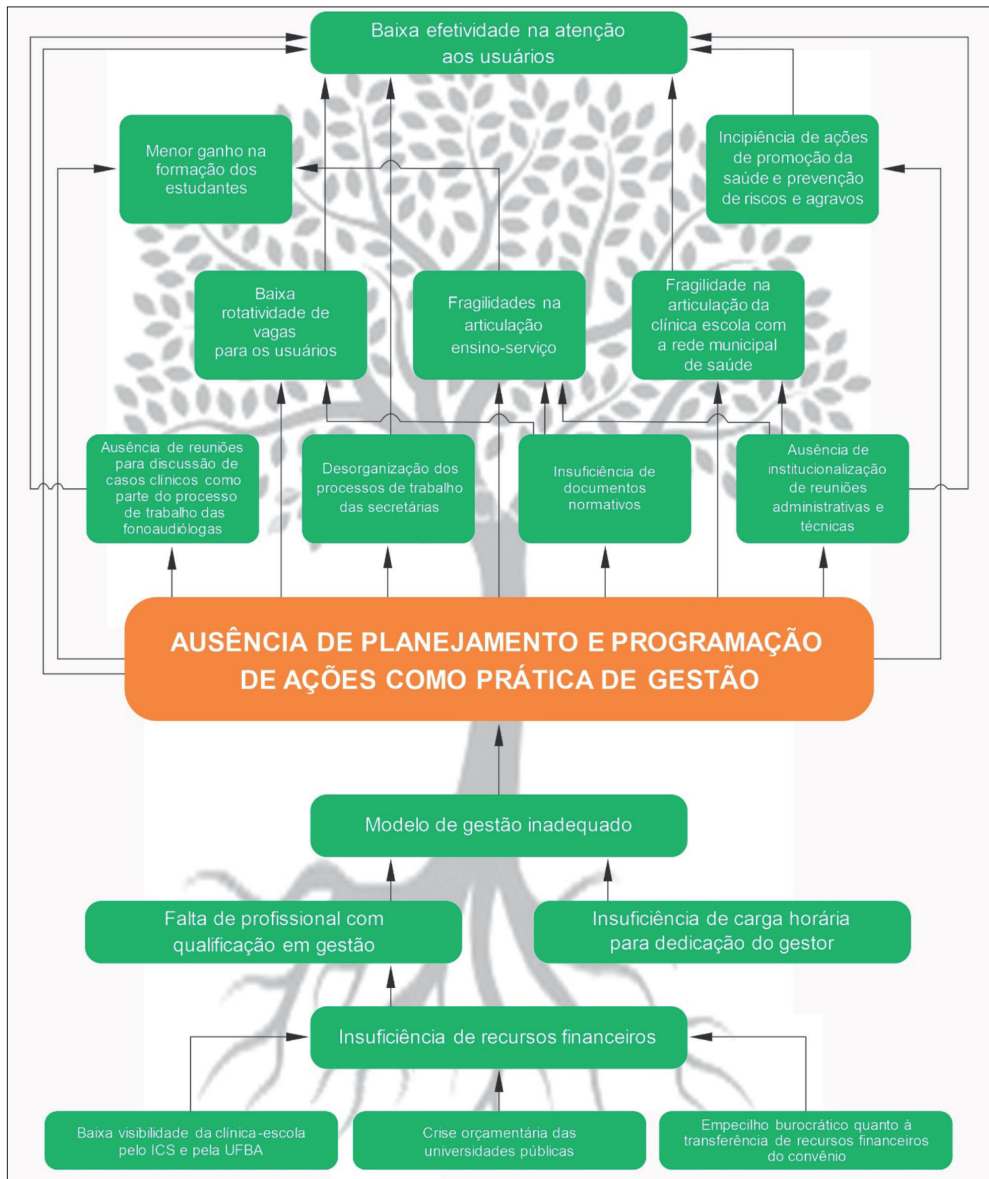 Baixa efetividade na atenção
aos usuários
Menor ganho na
formação dos
estudantes
Incipiência de ações
de promoção da
saúde e prevenção
de riscos e agravos
Baixa
rotatividade de
vagas
para os usuários
Fragilidades na
articulação
ensino-serviço
Fragilidade na
articulação da
clínica escola com
a rede municipal
de saúde
Ausência de reuniões
para discussão de
casos clínicos como
parte do processo
de trabalho das
fonoaudiólogas
Desorganização dos
processos de trabalho
das secretárias
Insuficiência de
documentos
normativos
Ausência de
institucionalização
de reuniões
administrativas e
técnicas
AUSÊNCIA DE PLANEJAMENTO E PROGRAMAÇÃO
DE AÇÕES COMO PRÁTICA DE GESTÃO
Modelo de gestão inadequado
Falta de profissional com
qualificação em gestão
Insuficiência de carga horária
para dedicação do gestor
Insuficiência de recursos financeiros
Baixa visibilidade da clínica-escola
pelo ICS e pela UFBA
Crise orçamentária das
universidades públicas
Empecilho burocrático quanto à
transferência de recursos financeiros
do convênio